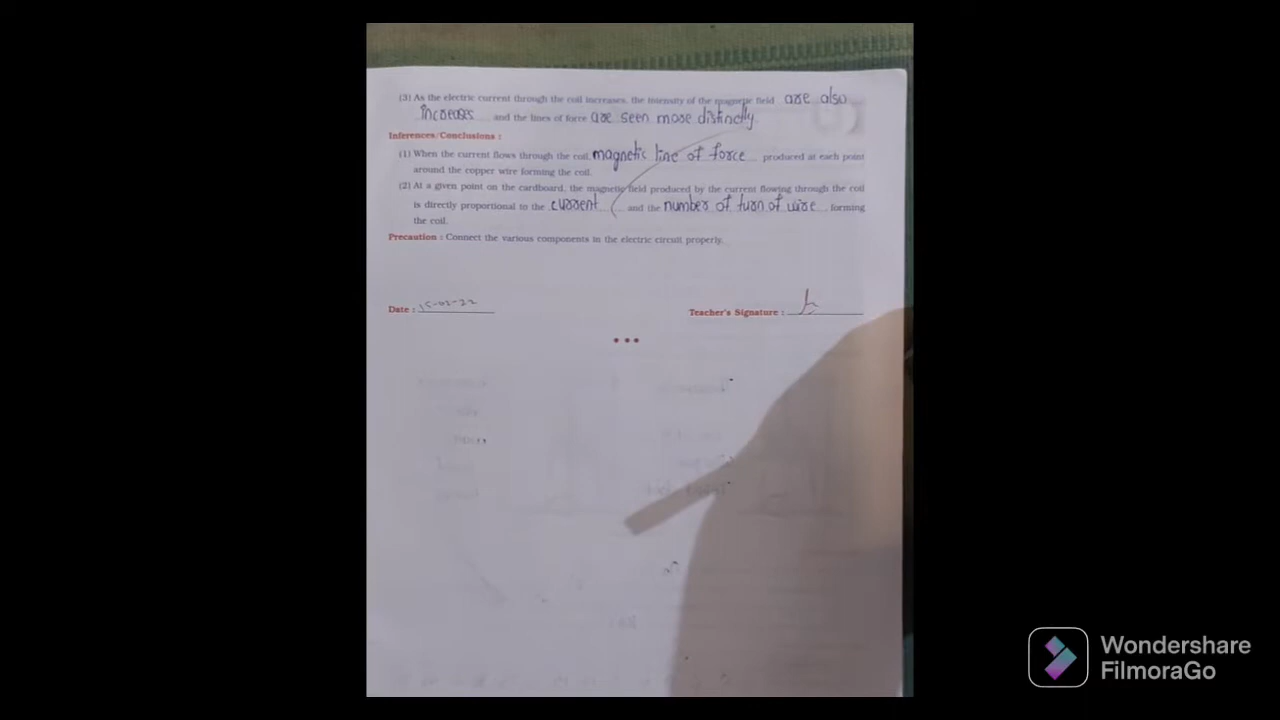 (3) As the electric current through the coil increases, the intensity of the magnetic field are also
increases and the lines of force are seen more distinctly
Inferences/Conclusions :
(1) When the current flows through the coil, magnetic line of force produced at each point
around the copper wire forming the coil.
(2) At a given point on the cardboard, the magnetic field produced by the current flowing through the coil
is directly proportional to the current and the number of turn of wire forming
the coil.
Precaution : Connect the various components in the electric circuit properly.
Date :
Teacher's Signature :
Wondershare
FilmoraGo